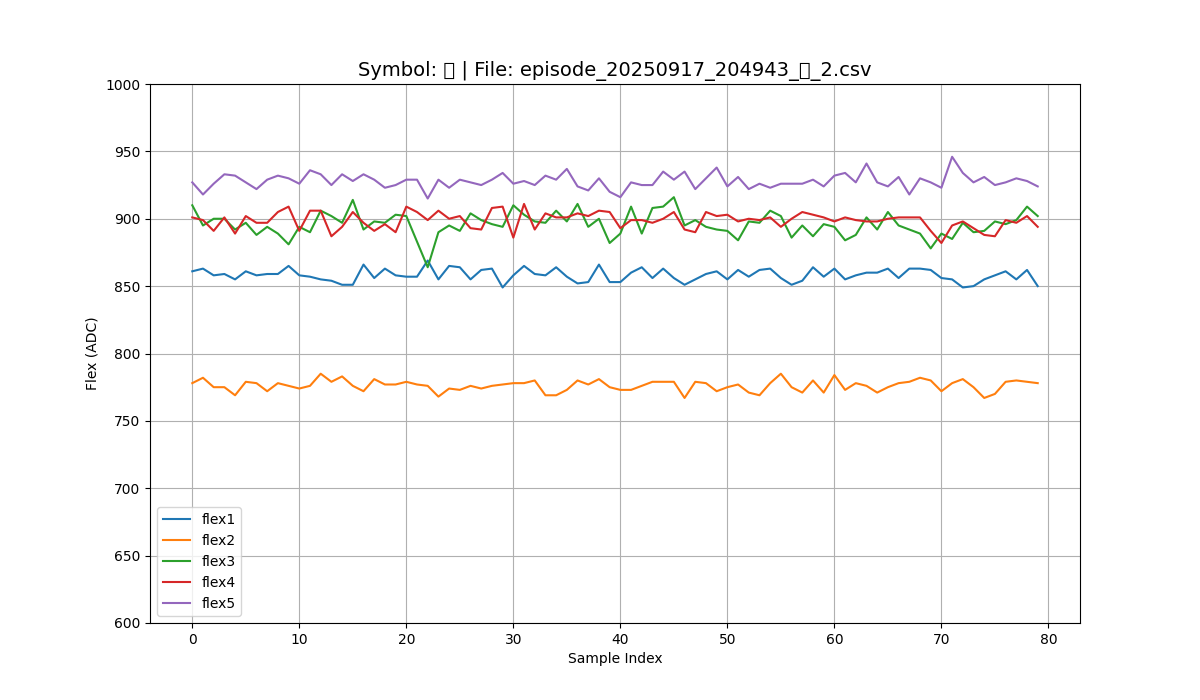 Symbol: ▯ | File: episode_20250917_204943_▯_2.csv
1000
950
900
850
800
750
700
650
600
Flex (ADC)
flex1
flex2
flex3
flex4
flex5
0 10 20 30 40 50 60 70 80
Sample Index